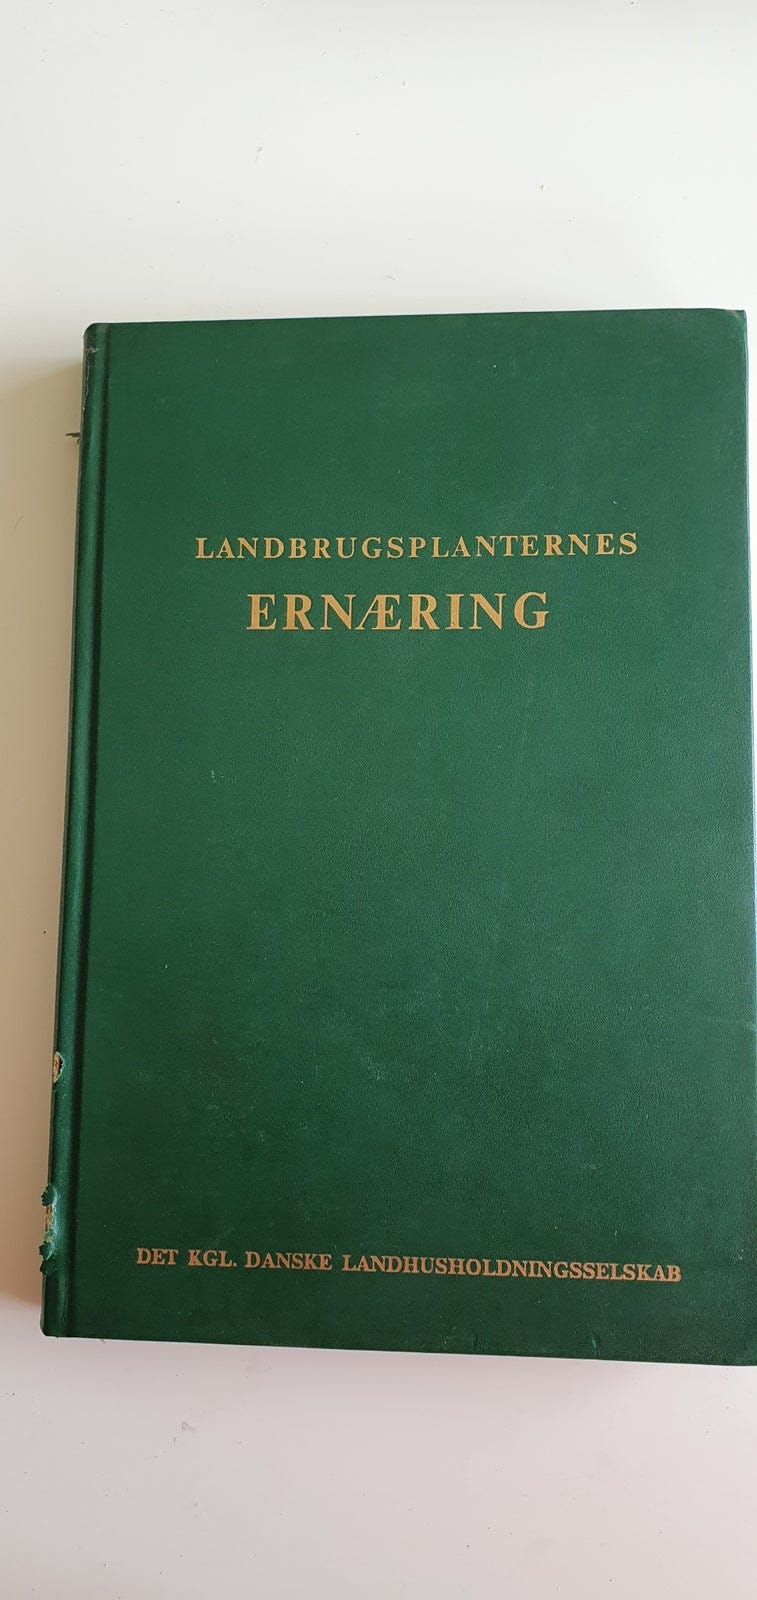 LANDBRUGSPLANTERNES
ERNÆRING
DET KGL. DANSKE LANDHUSHOLDNINGSSELSKAB